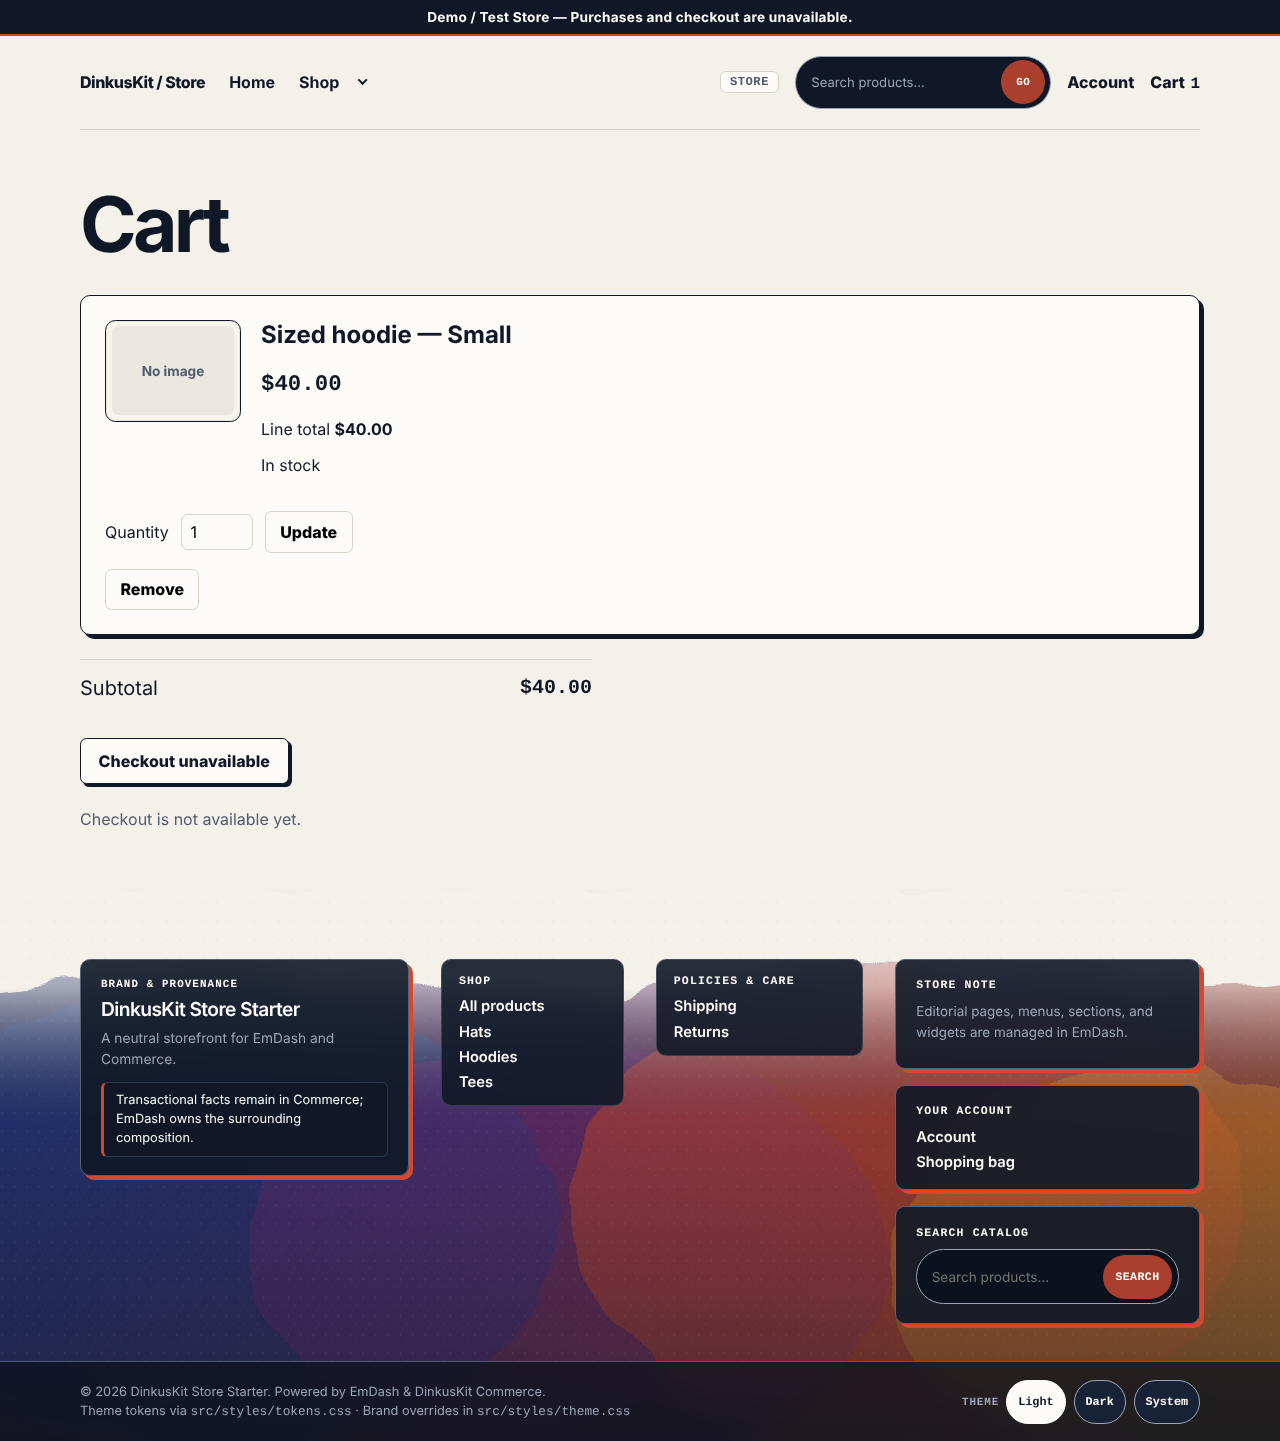 Demo / Test Store — Purchases and checkout are unavailable.
DinkusKit / Store Home Shop STORE Search products... GO Account Cart 1
Cart
No image
Sized hoodie — Small
$40.00
Line total $40.00
In stock
Quantity 1 Update
Remove
Subtotal $40.00
Checkout unavailable
Checkout is not available yet.
BRAND & PROVENANCE
DinkusKit Store Starter
A neutral storefront for EmDash and
Commerce.
Transactional facts remain in Commerce;
EmDash owns the surrounding
composition.
SHOP
All products
Hats
Hoodies
Tees
POLICIES & CARE
Shipping
Returns
STORE NOTE
Editorial pages, menus, sections, and
widgets are managed in EmDash.
YOUR ACCOUNT
Account
Shopping bag
SEARCH CATALOG
Search products... SEARCH
© 2026 DinkusKit Store Starter. Powered by EmDash & DinkusKit Commerce.
Theme tokens via src/styles/tokens.css · Brand overrides in src/styles/theme.css
THEME Light Dark System